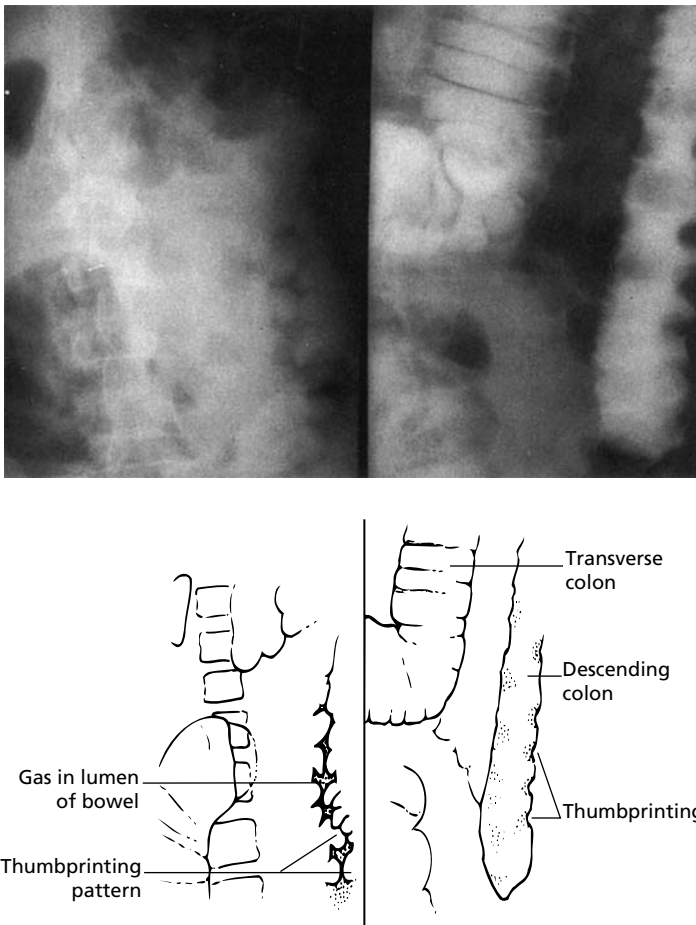 Transverse
colon
Descending
colon
Gas in lumen
of bowel
Thumbprinting
Thumbprinting
pattern